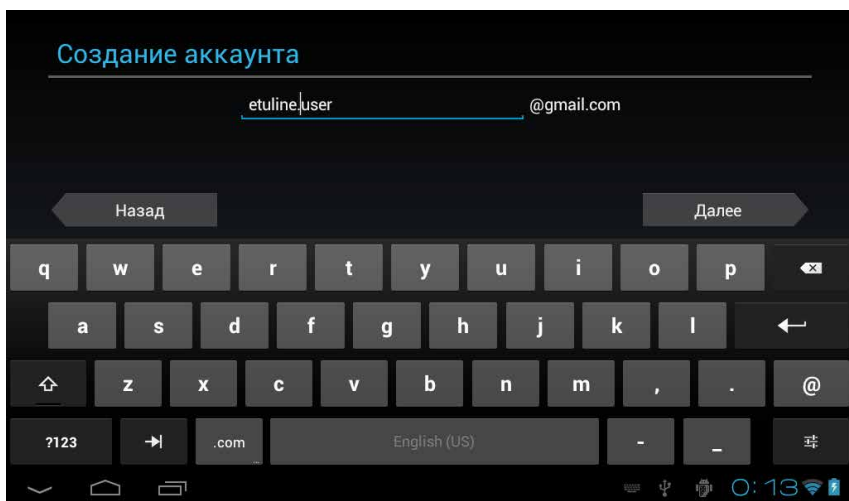 Создание аккаунта
etuline.user @gmail.com
Назад Далее
q w e r t y u i o p
a s d f g h j k l
z x c v b n m , . @
?123 .com English (US) - _
0:13